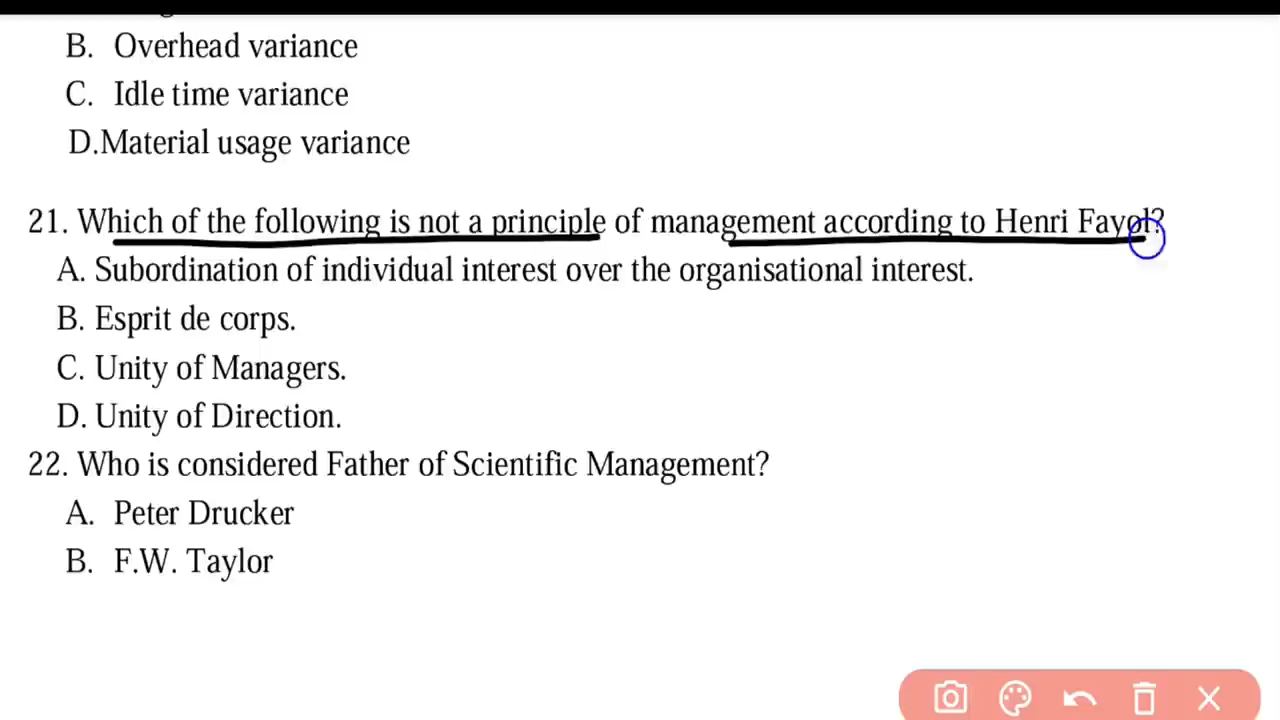 B. Overhead variance
C. Idle time variance
D.Material usage variance
21. Which of the following is not a principle of management according to Henri Fayol?
A. Subordination of individual interest over the organisational interest.
B. Esprit de corps.
C. Unity of Managers.
D. Unity of Direction.
22. Who is considered Father of Scientific Management?
A. Peter Drucker
B. F.W. Taylor